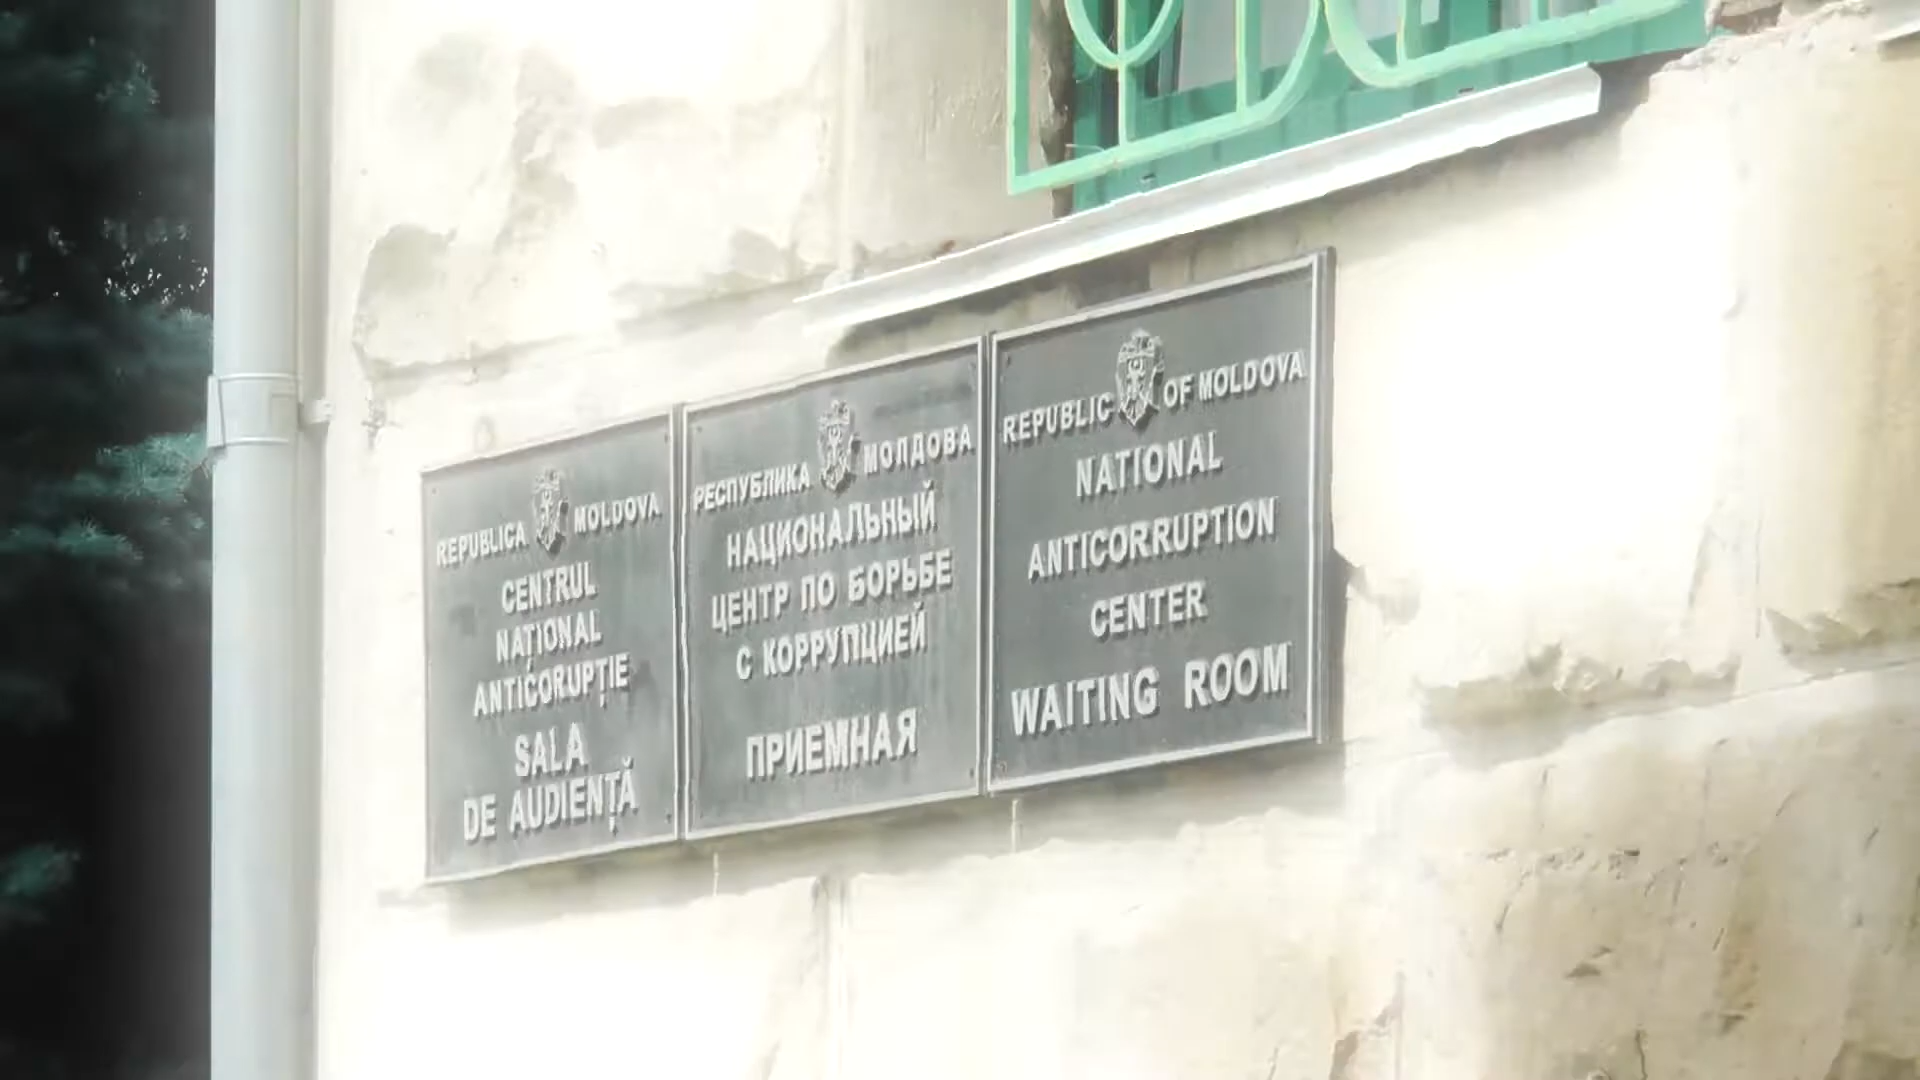 REPUBLICA MOLDOVA
CENTRUL
NAȚIONAL
ANTICORUPȚIE
SALA
DE AUDIENȚĂ
РЕСПУБЛИКА МОЛДОВА
НАЦИОНАЛЬНЫЙ
ЦЕНТР ПО БОРЬБЕ
С КОРРУПЦИЕЙ
ПРИЕМНАЯ
REPUBLIC OF MOLDOVA
NATIONAL
ANTICORRUPTION
CENTER
WAITING ROOM